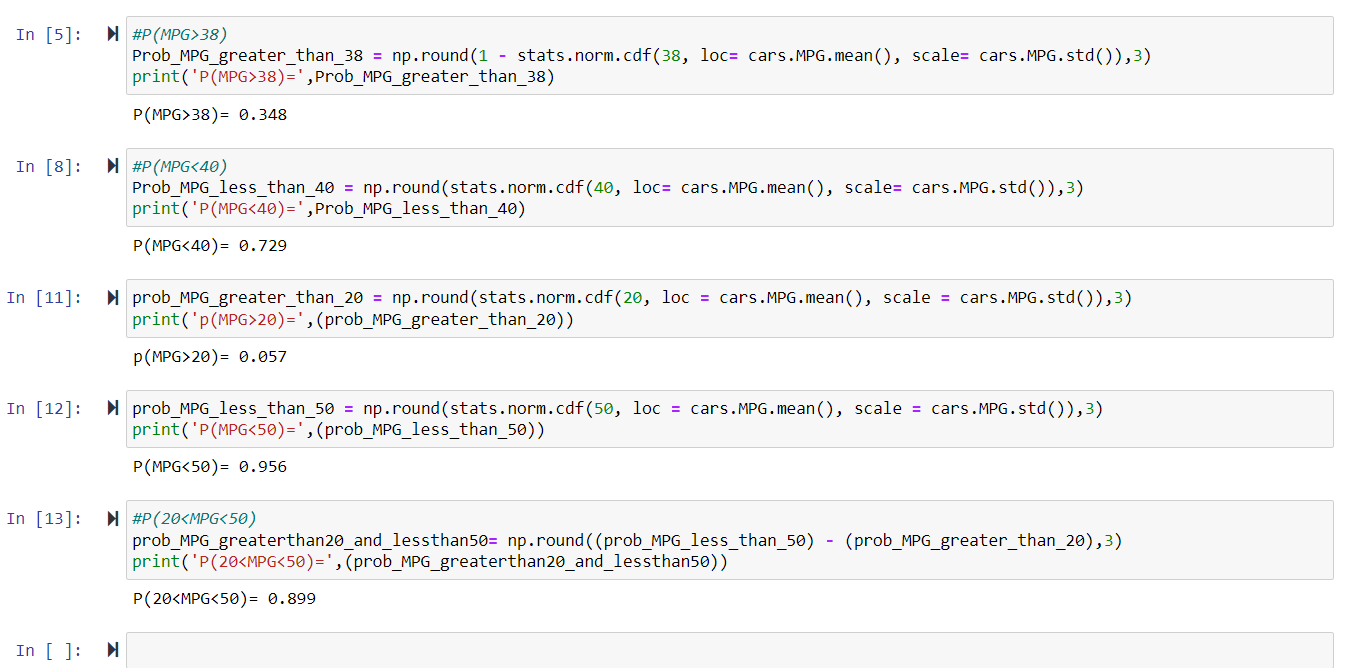 In [5]: #P(MPG>38)
Prob_MPG_greater_than_38 = np.round(1 - stats.norm.cdf(38, loc= cars.MPG.mean(), scale= cars.MPG.std()),3)
print('P(MPG>38)=',Prob_MPG_greater_than_38)
P(MPG>38)= 0.348
In [8]: #P(MPG<40)
Prob_MPG_less_than_40 = np.round(stats.norm.cdf(40, loc= cars.MPG.mean(), scale= cars.MPG.std()),3)
print('P(MPG<40)=',Prob_MPG_less_than_40)
P(MPG<40)= 0.729
In [11]: prob_MPG_greater_than_20 = np.round(stats.norm.cdf(20, loc = cars.MPG.mean(), scale = cars.MPG.std()),3)
print('p(MPG>20)=',(prob_MPG_greater_than_20))
p(MPG>20)= 0.057
In [12]: prob_MPG_less_than_50 = np.round(stats.norm.cdf(50, loc = cars.MPG.mean(), scale = cars.MPG.std()),3)
print('P(MPG<50)=',(prob_MPG_less_than_50))
P(MPG<50)= 0.956
In [13]: #P(20<MPG<50)
prob_MPG_greaterthan20_and_lessthan50= np.round((prob_MPG_less_than_50) - (prob_MPG_greater_than_20),3)
print('P(20<MPG<50)=',(prob_MPG_greaterthan20_and_lessthan50))
P(20<MPG<50)= 0.899
In [ ]: